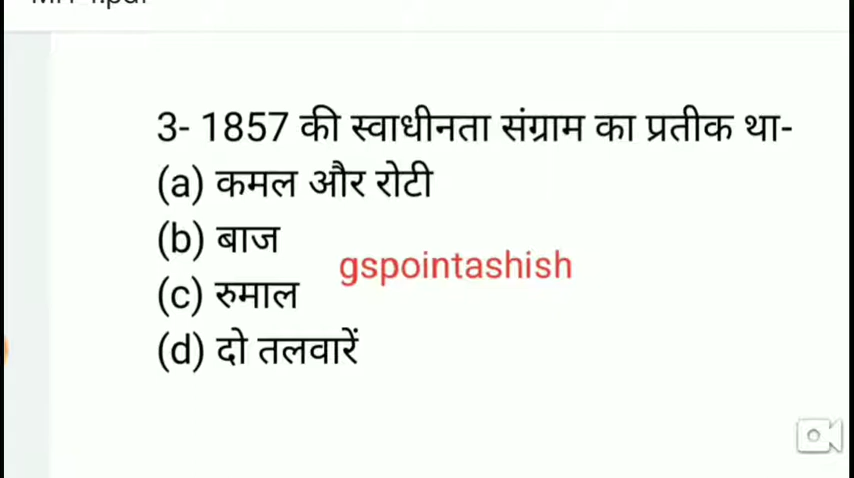 3- 1857 की स्वाधीनता संग्राम का प्रतीक था-
(a) कमल और रोटी
(b) बाज
gspointashish
(c) रुमाल
(d) दो तलवारें